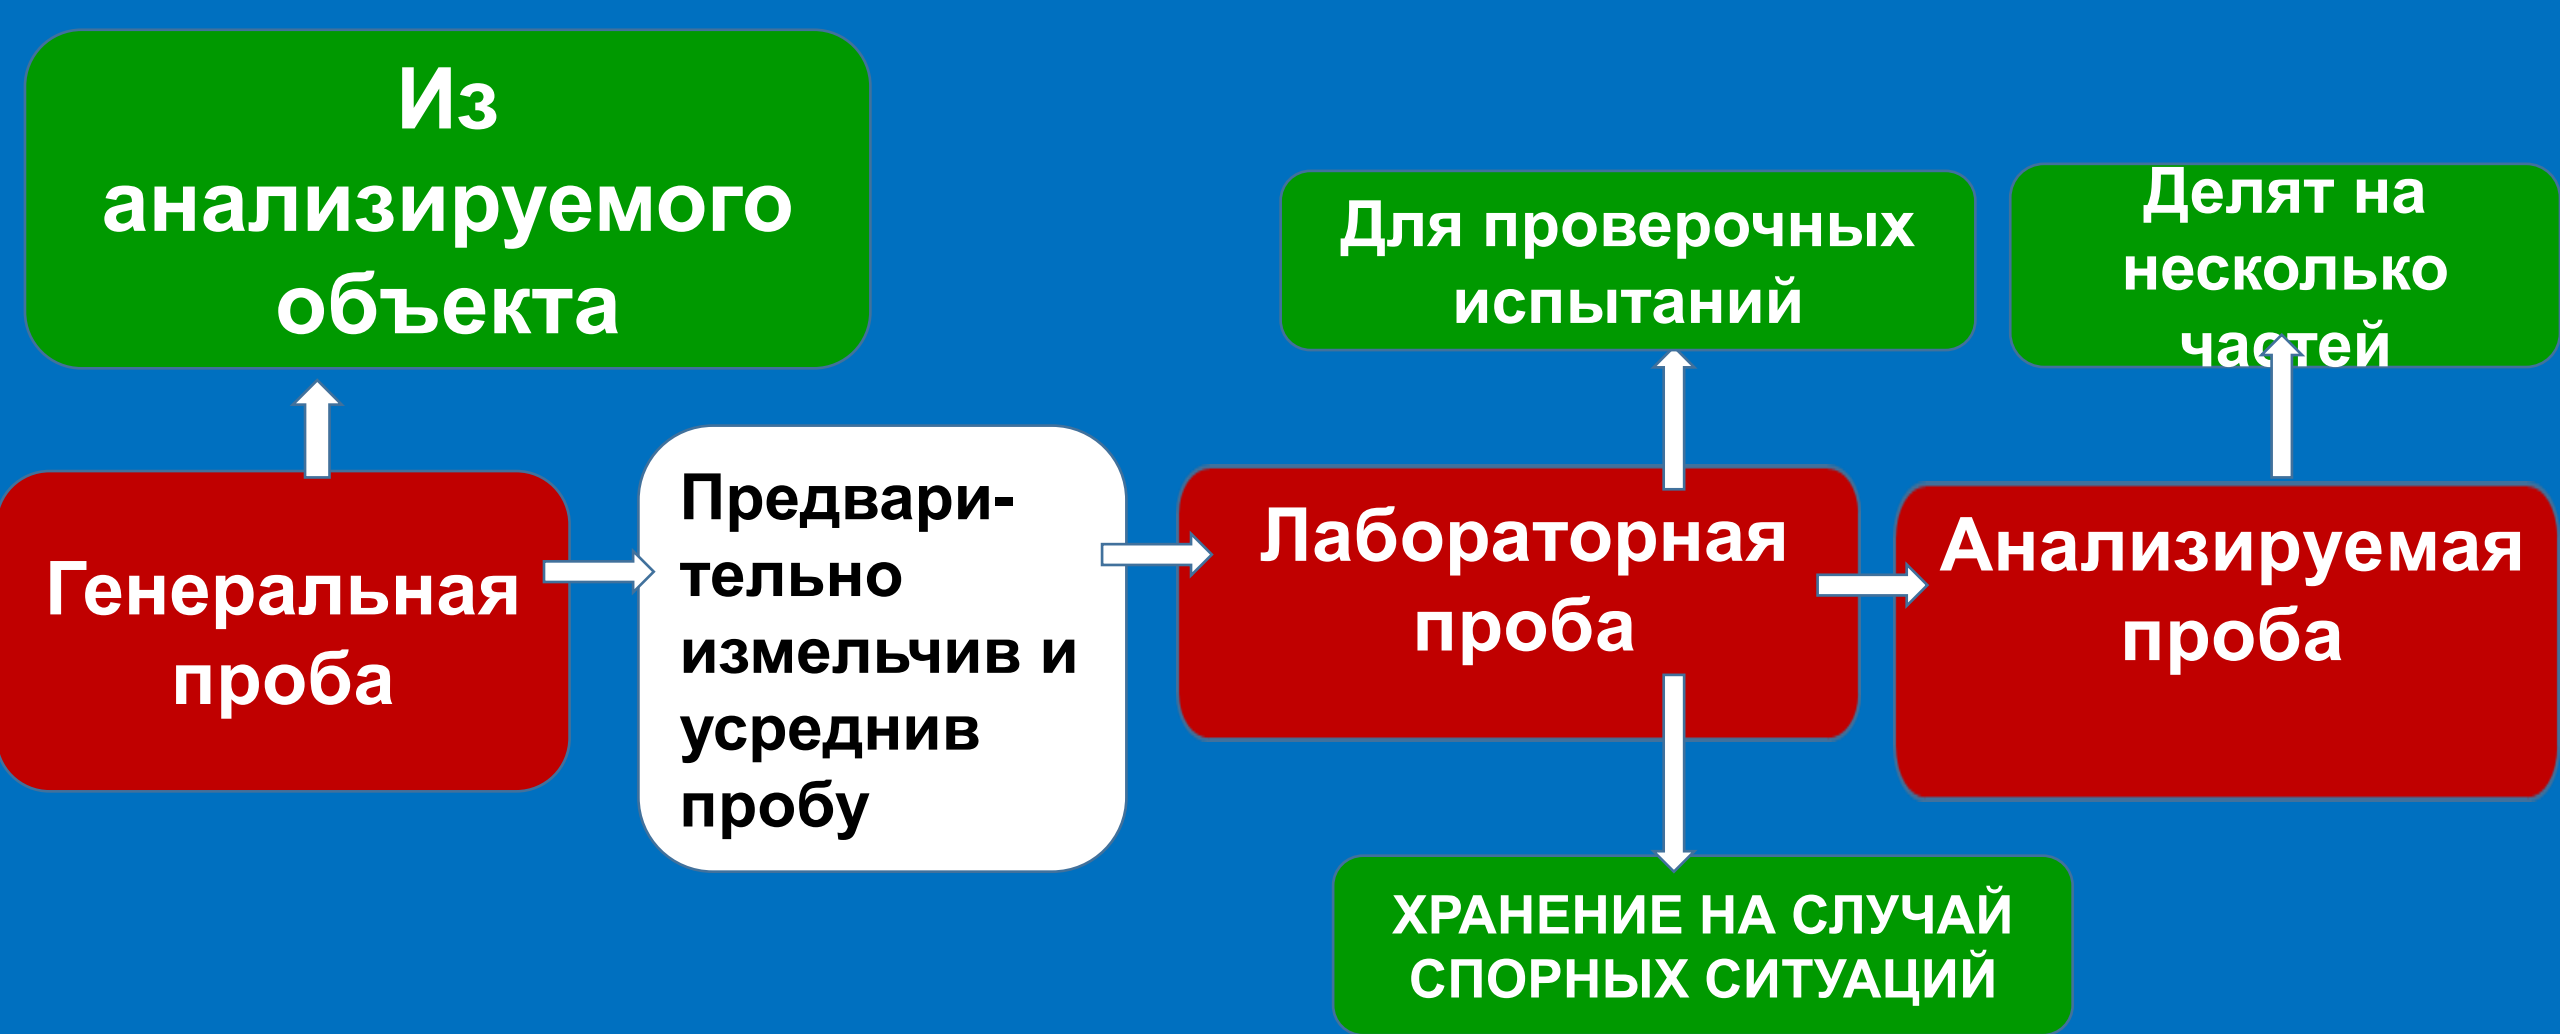 Из
анализируемого
объекта
Для проверочных
испытаний
Делят на
несколько
частей
Генеральная
проба
Предвари-
тельно
измельчив и
усреднив
пробу
Лабораторная
проба
Анализируемая
проба
ХРАНЕНИЕ НА СЛУЧАЙ
СПОРНЫХ СИТУАЦИЙ